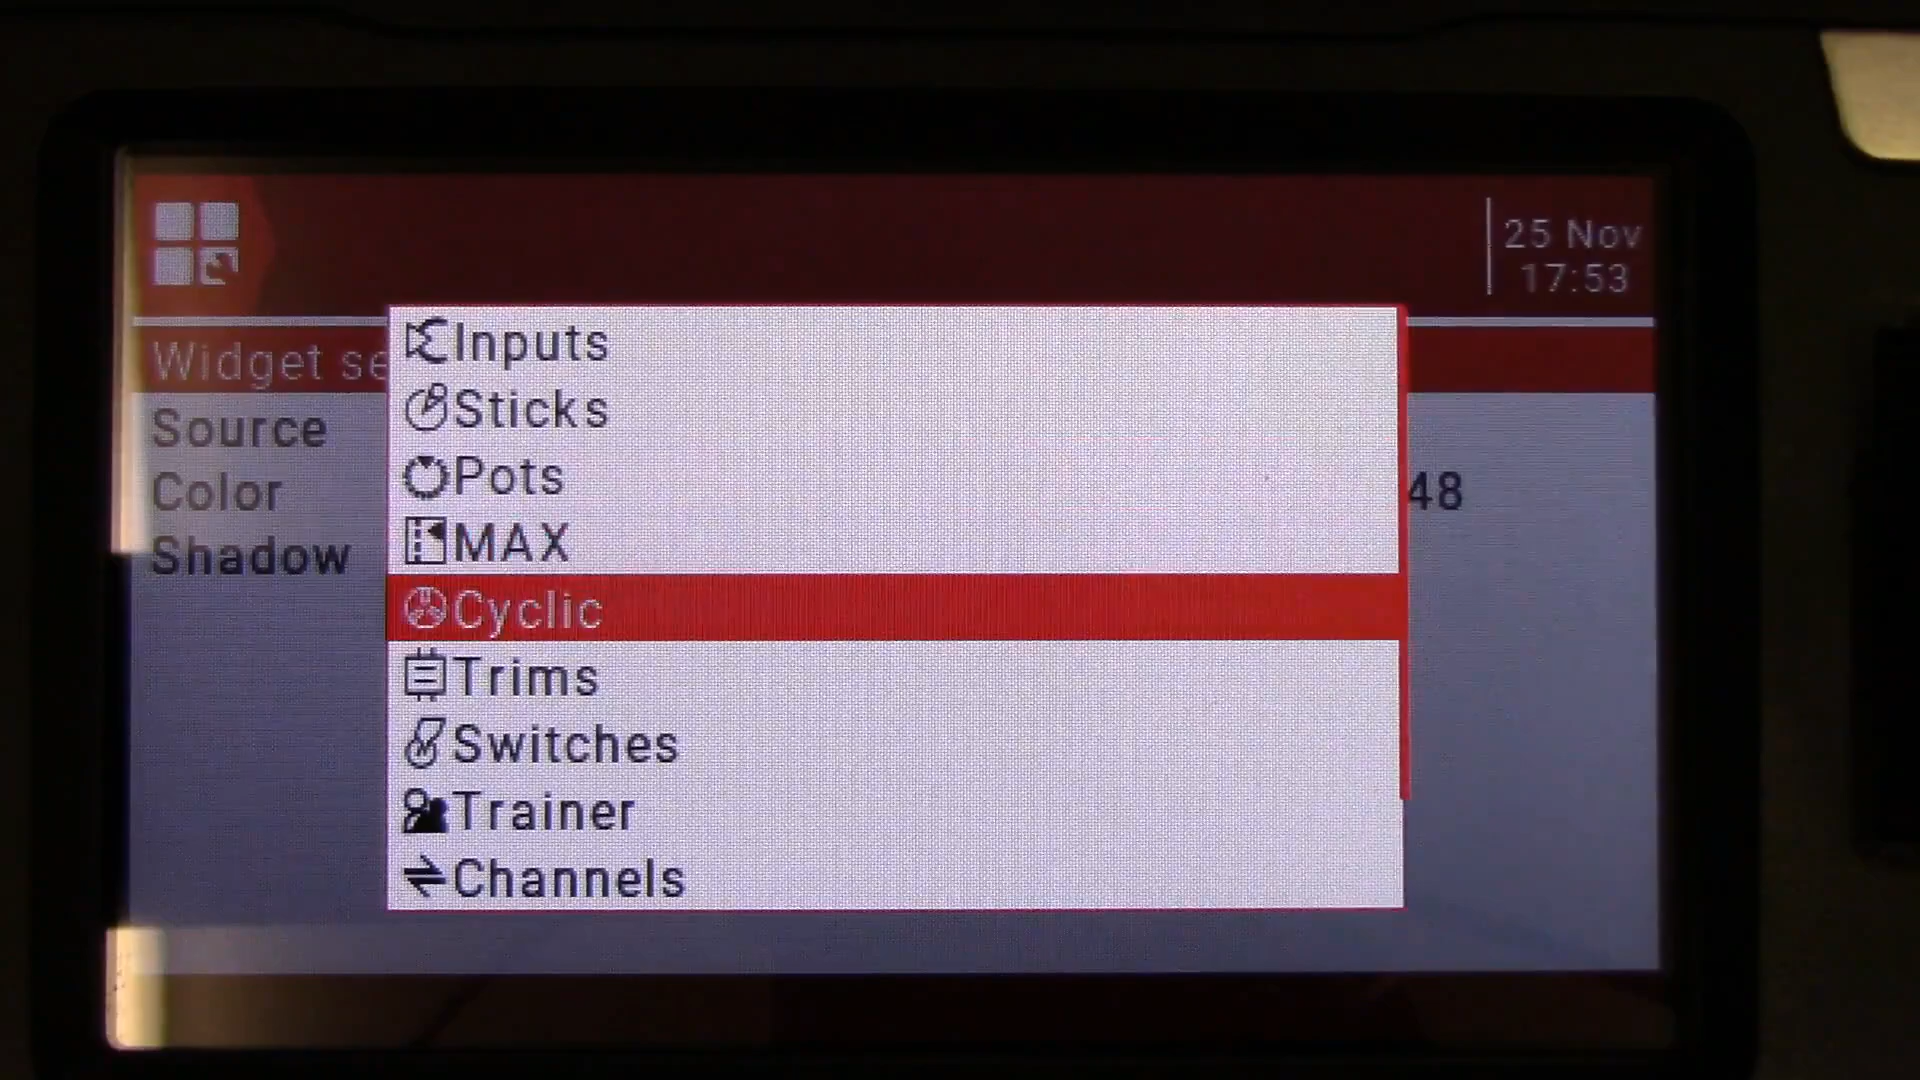 25 Nov
17:53
Widget se
Inputs
Source
Sticks
Color
Pots
48
Shadow
MAX
Cyclic
Trims
Switches
Trainer
Channels